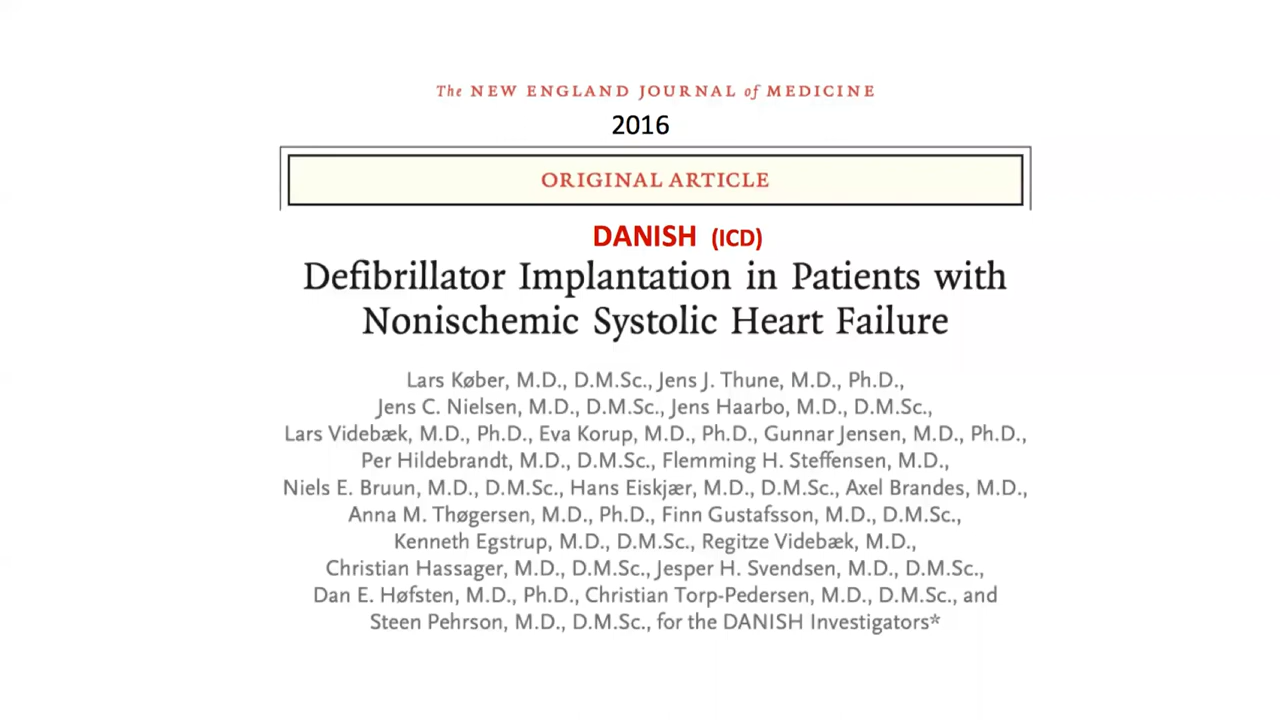 The NEW ENGLAND JOURNAL of MEDICINE
2016
ORIGINAL ARTICLE
DANISH (ICD)
Defibrillator Implantation in Patients with
Nonischemic Systolic Heart Failure
Lars Køber, M.D., D.M.Sc., Jens J. Thune, M.D., Ph.D.,
Jens C. Nielsen, M.D., D.M.Sc., Jens Haarbo, M.D., D.M.Sc.,
Lars Videbæk, M.D., Ph.D., Eva Korup, M.D., Ph.D., Gunnar Jensen, M.D., Ph.D.,
Per Hildebrandt, M.D., D.M.Sc., Flemming H. Steffensen, M.D.,
Niels E. Bruun, M.D., D.M.Sc., Hans Eiskjær, M.D., D.M.Sc., Axel Brandes, M.D.,
Anna M. Thøgersen, M.D., Ph.D., Finn Gustafsson, M.D., D.M.Sc.,
Kenneth Egstrup, M.D., D.M.Sc., Regitze Videbæk, M.D.,
Christian Hassager, M.D., D.M.Sc., Jesper H. Svendsen, M.D., D.M.Sc.,
Dan E. Høfsten, M.D., Ph.D., Christian Torp-Pedersen, M.D., D.M.Sc., and
Steen Pehrson, M.D., D.M.Sc., for the DANISH Investigators*